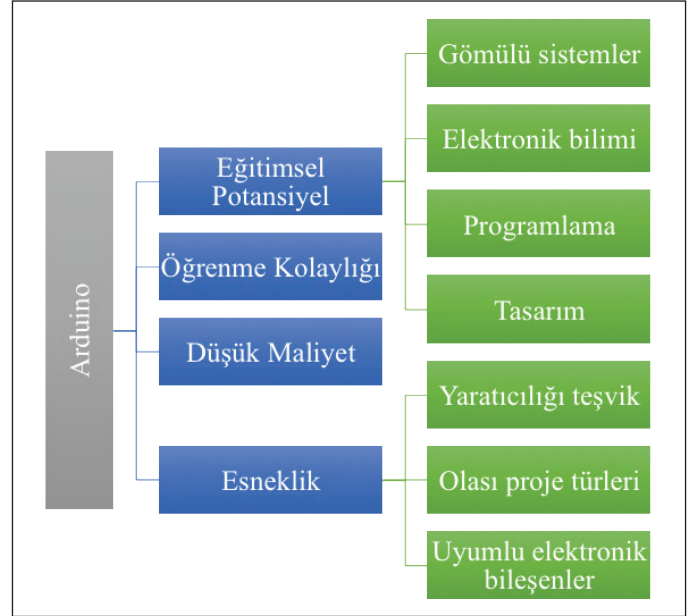 Arduino
Eğitimsel
Potansiyel
Öğrenme Kolaylığı
Düşük Maliyet
Esneklik
Gömülü sistemler
Elektronik bilimi
Programlama
Tasarım
Yaratıcılığı teşvik
Olası proje türleri
Uyumlu elektronik
bileşenler